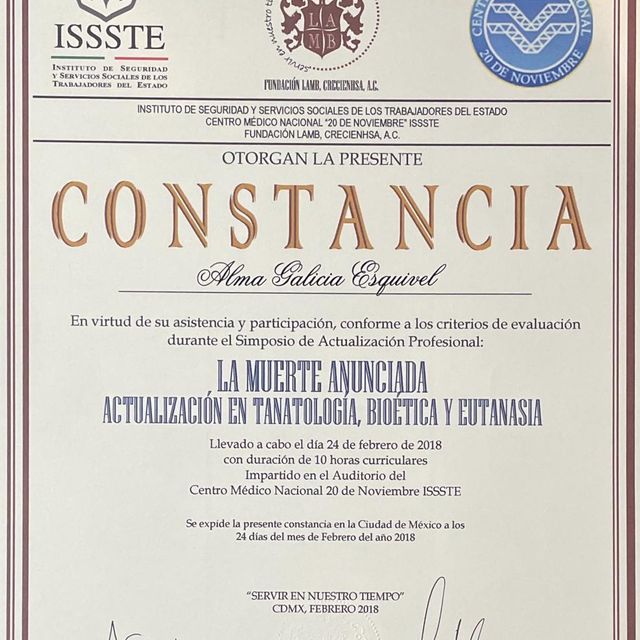 ISSSTE
INSTITUTO DE SEGURIDAD
Y SERVICIOS SOCIALES DE LOS
TRABAJADORES DEL ESTADO
LAMB
FUNDACIÓN LAMB, CRECIENHSA, A.C.
20 DE NOVIEMBRE
INSTITUTO DE SEGURIDAD Y SERVICIOS SOCIALES DE LOS TRABAJADORES DEL ESTADO
CENTRO MÉDICO NACIONAL "20 DE NOVIEMBRE" ISSSTE
FUNDACIÓN LAMB, CRECIENHSA, A.C.
OTORGAN LA PRESENTE
CONSTANCIA
Alma Galicia Esquivel
En virtud de su asistencia y participación, conforme a los criterios de evaluación
durante el Simposio de Actualización Profesional:
LA MUERTE ANUNCIADA
ACTUALIZACIÓN EN TANATOLOGÍA, BIOÉTICA Y EUTANASIA
Llevado a cabo el día 24 de febrero de 2018
con duración de 10 horas curriculares
Impartido en el Auditorio del
Centro Médico Nacional 20 de Noviembre ISSSTE
Se expide la presente constancia en la Ciudad de México a los
24 días del mes de Febrero del año 2018
"SERVIR EN NUESTRO TIEMPO"
CDMX, FEBRERO 2018